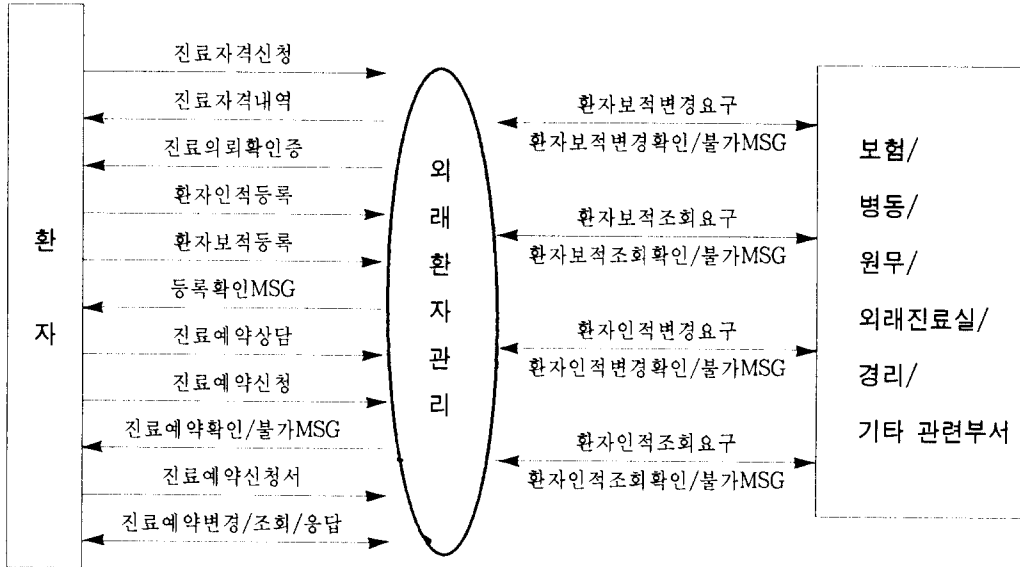 환
자
진료자격신청
진료자격내역
진료의뢰확인증
환자인적등록
환자보적등록
등록확인MSG
진료예약상담
진료예약신청
진료예약확인/불가MSG
진료예약신청서
진료예약변경/조회/응답
외
래
환
자
관
리
환자보적변경요구
환자보적변경확인/불가MSG
환자보적조회요구
환자보적조회확인/불가MSG
환자인적변경요구
환자인적변경확인/불가MSG
환자인적조회요구
환자인적조회확인/불가MSG
보험/
병동/
원무/
외래진료실/
경리/
기타 관련부서